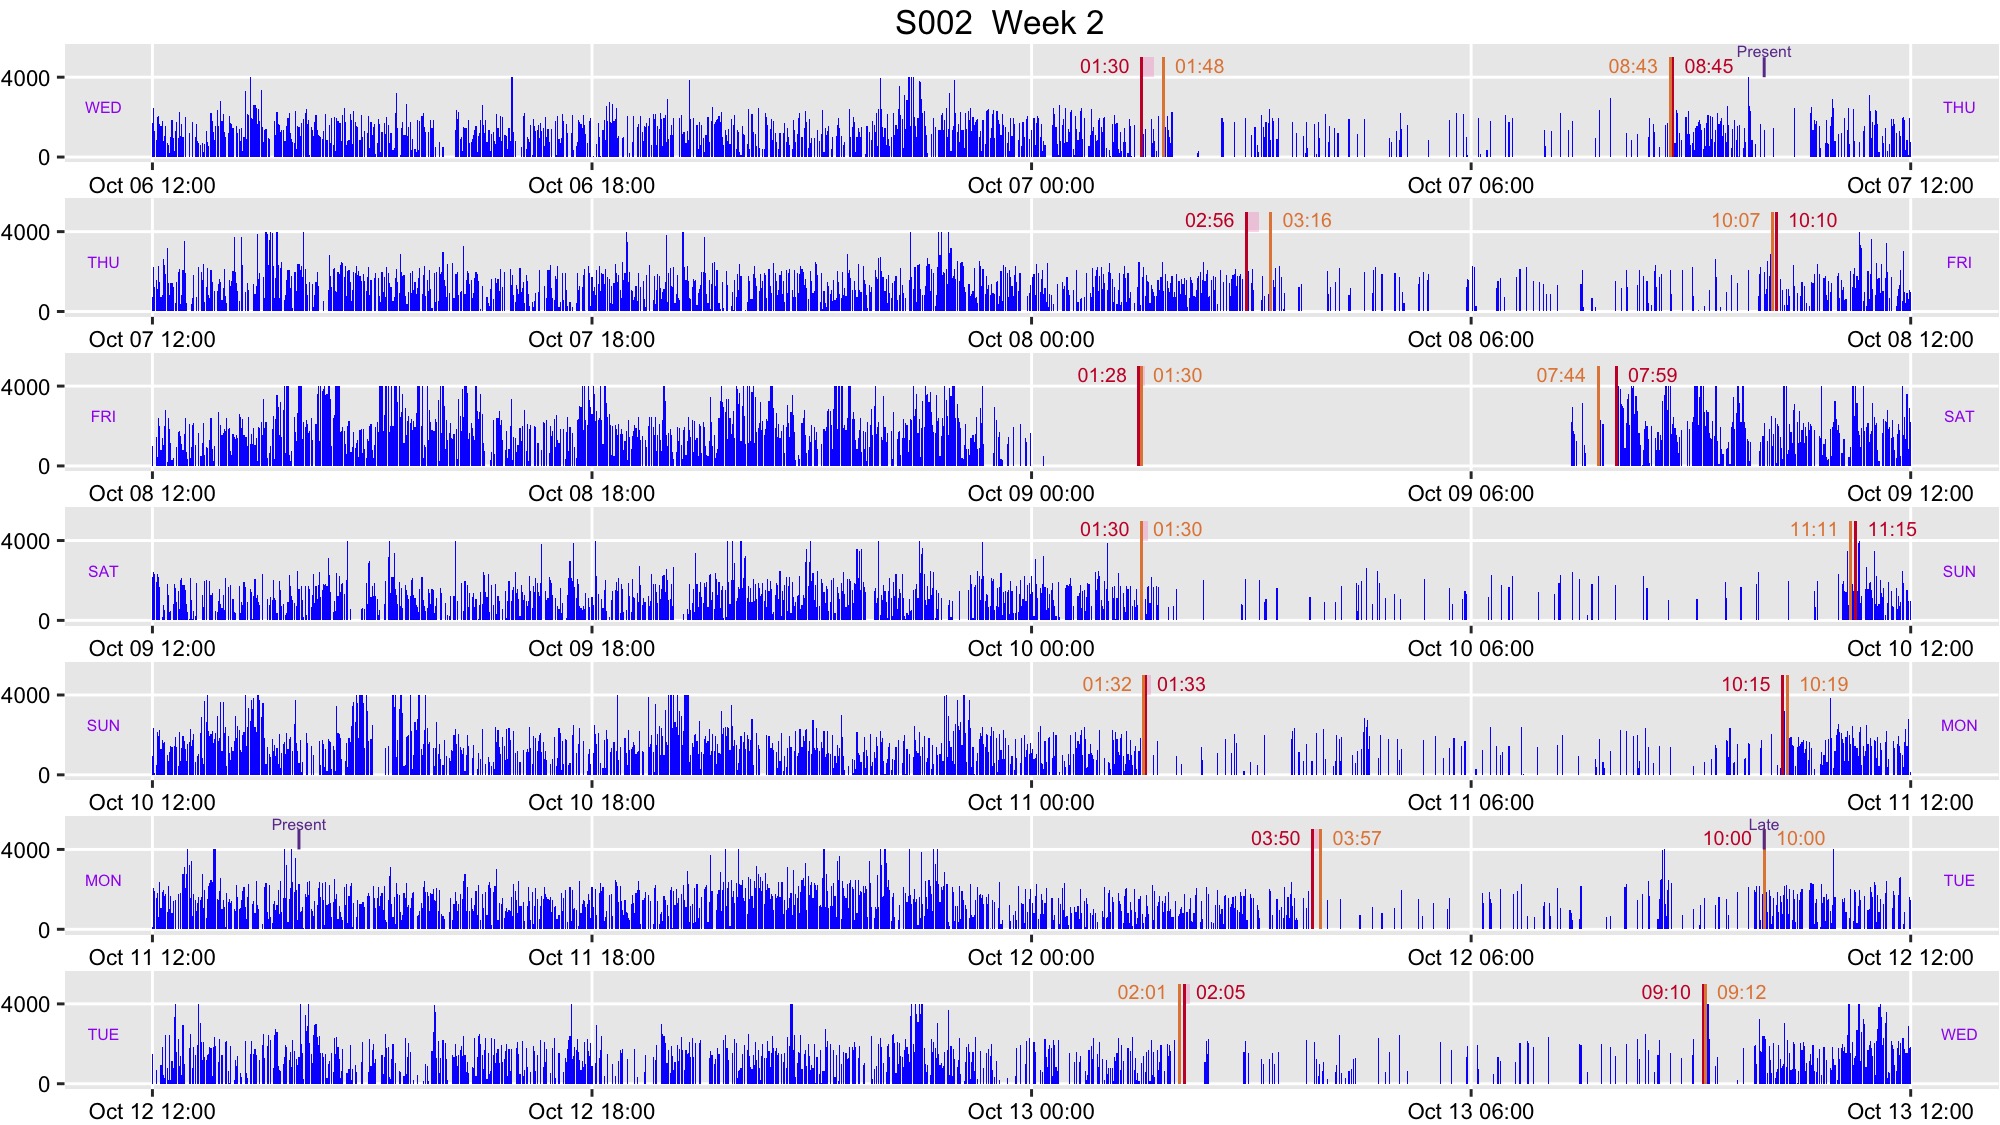 S002  Week 2
Present
01:30 01:48 08:43 08:45
4000
WED THU
0
Oct 06 12:00 Oct 06 18:00 Oct 07 00:00 Oct 07 06:00 Oct 07 12:00
02:56 03:16 10:07 10:10
4000
THU FRI
0
Oct 07 12:00 Oct 07 18:00 Oct 08 00:00 Oct 08 06:00 Oct 08 12:00
01:28 01:30 07:44 07:59
4000
FRI SAT
0
Oct 08 12:00 Oct 08 18:00 Oct 09 00:00 Oct 09 06:00 Oct 09 12:00
01:30 01:30 11:11 11:15
4000
SAT SUN
0
Oct 09 12:00 Oct 09 18:00 Oct 10 00:00 Oct 10 06:00 Oct 10 12:00
01:32 01:33 10:15 10:19
4000
SUN MON
0
Oct 10 12:00 Oct 10 18:00 Oct 11 00:00 Oct 11 06:00 Oct 11 12:00
Present Late
03:50 03:57 10:00 10:00
4000
MON TUE
0
Oct 11 12:00 Oct 11 18:00 Oct 12 00:00 Oct 12 06:00 Oct 12 12:00
02:01 02:05 09:10 09:12
4000
TUE WED
0
Oct 12 12:00 Oct 12 18:00 Oct 13 00:00 Oct 13 06:00 Oct 13 12:00